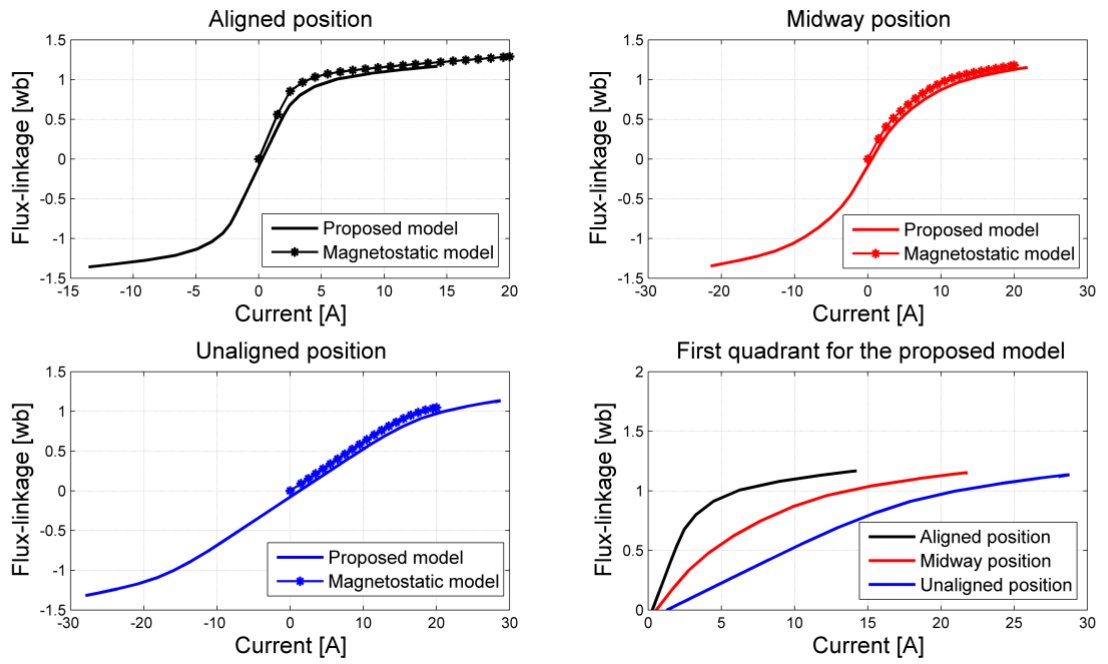 Aligned position
Flux-linkage [wb]
1.5
1
0.5
0
-0.5
-1
-1.5
Proposed model
Magnetostatic model
-15 -10 -5 0 5 10 15 20
Current [A]
Midway position
Flux-linkage [wb]
1.5
1
0.5
0
-0.5
-1
-1.5
Proposed model
Magnetostatic model
-30 -20 -10 0 10 20 30
Current [A]
Unaligned position
Flux-linkage [wb]
1.5
1
0.5
0
-0.5
-1
-1.5
Proposed model
Magnetostatic model
-30 -20 -10 0 10 20 30
Current [A]
First quadrant for the proposed model
Flux-linkage [wb]
2
1.5
1
0.5
0
Aligned position
Midway position
Unaligned position
0 5 10 15 20 25 30
Current [A]